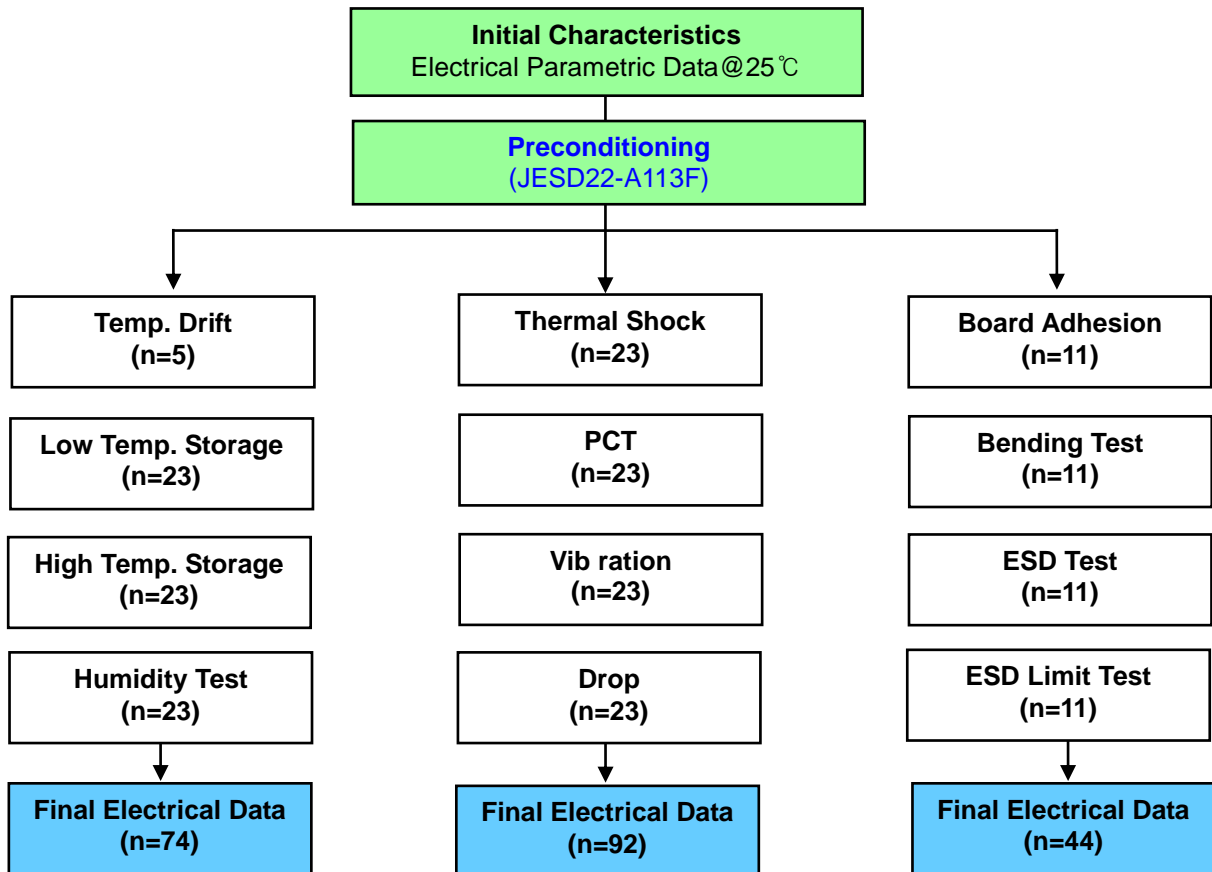 Initial Characteristics
Electrical Parametric Data@25℃
Preconditioning
(JESD22-A113F)
Temp. Drift
(n=5)
Low Temp. Storage
(n=23)
High Temp. Storage
(n=23)
Humidity Test
(n=23)
Final Electrical Data
(n=74)
Thermal Shock
(n=23)
PCT
(n=23)
Vib ration
(n=23)
Drop
(n=23)
Final Electrical Data
(n=92)
Board Adhesion
(n=11)
Bending Test
(n=11)
ESD Test
(n=11)
ESD Limit Test
(n=11)
Final Electrical Data
(n=44)